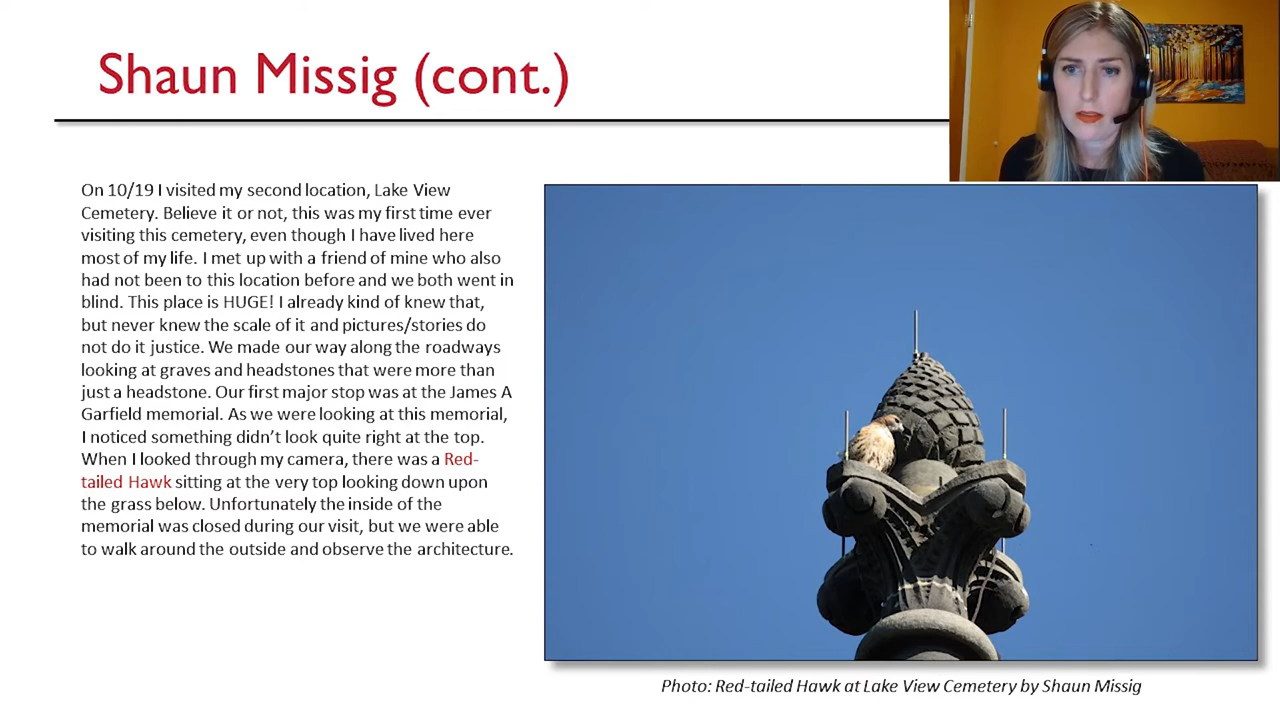 Shaun Missig (cont.)
On 10/19 I visited my second location, Lake View
Cemetery. Believe it or not, this was my first time ever
visiting this cemetery, even though I have lived here
most of my life. I met up with a friend of mine who also
had not been to this location before and we both went in
blind. This place is HUGE! I already kind of knew that,
but never knew the scale of it and pictures/stories do
not do it justice. We made our way along the roadways
looking at graves and headstones that were more than
just a headstone. Our first major stop was at the James A
Garfield memorial. As we were looking at this memorial,
I noticed something didn’t look quite right at the top.
When I looked through my camera, there was a Red-
tailed Hawk sitting at the very top looking down upon
the grass below. Unfortunately the inside of the
memorial was closed during our visit, but we were able
to walk around the outside and observe the architecture.
Photo: Red-tailed Hawk at Lake View Cemetery by Shaun Missig